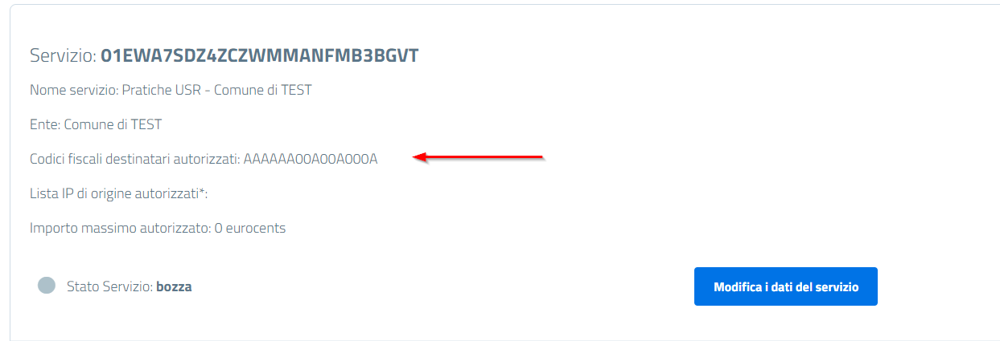 Servizio: 01EWA7SDZ4ZCZWMMANFMB3BGVT
Nome servizio: Pratiche USR - Comune di TEST
Ente: Comune di TEST
Codici fiscali destinatari autorizzati: AAAAAA00A00A000A
Lista IP di origine autorizzati*:
Importo massimo autorizzato: 0 eurocents
Stato Servizio: bozza
Modifica i dati del servizio